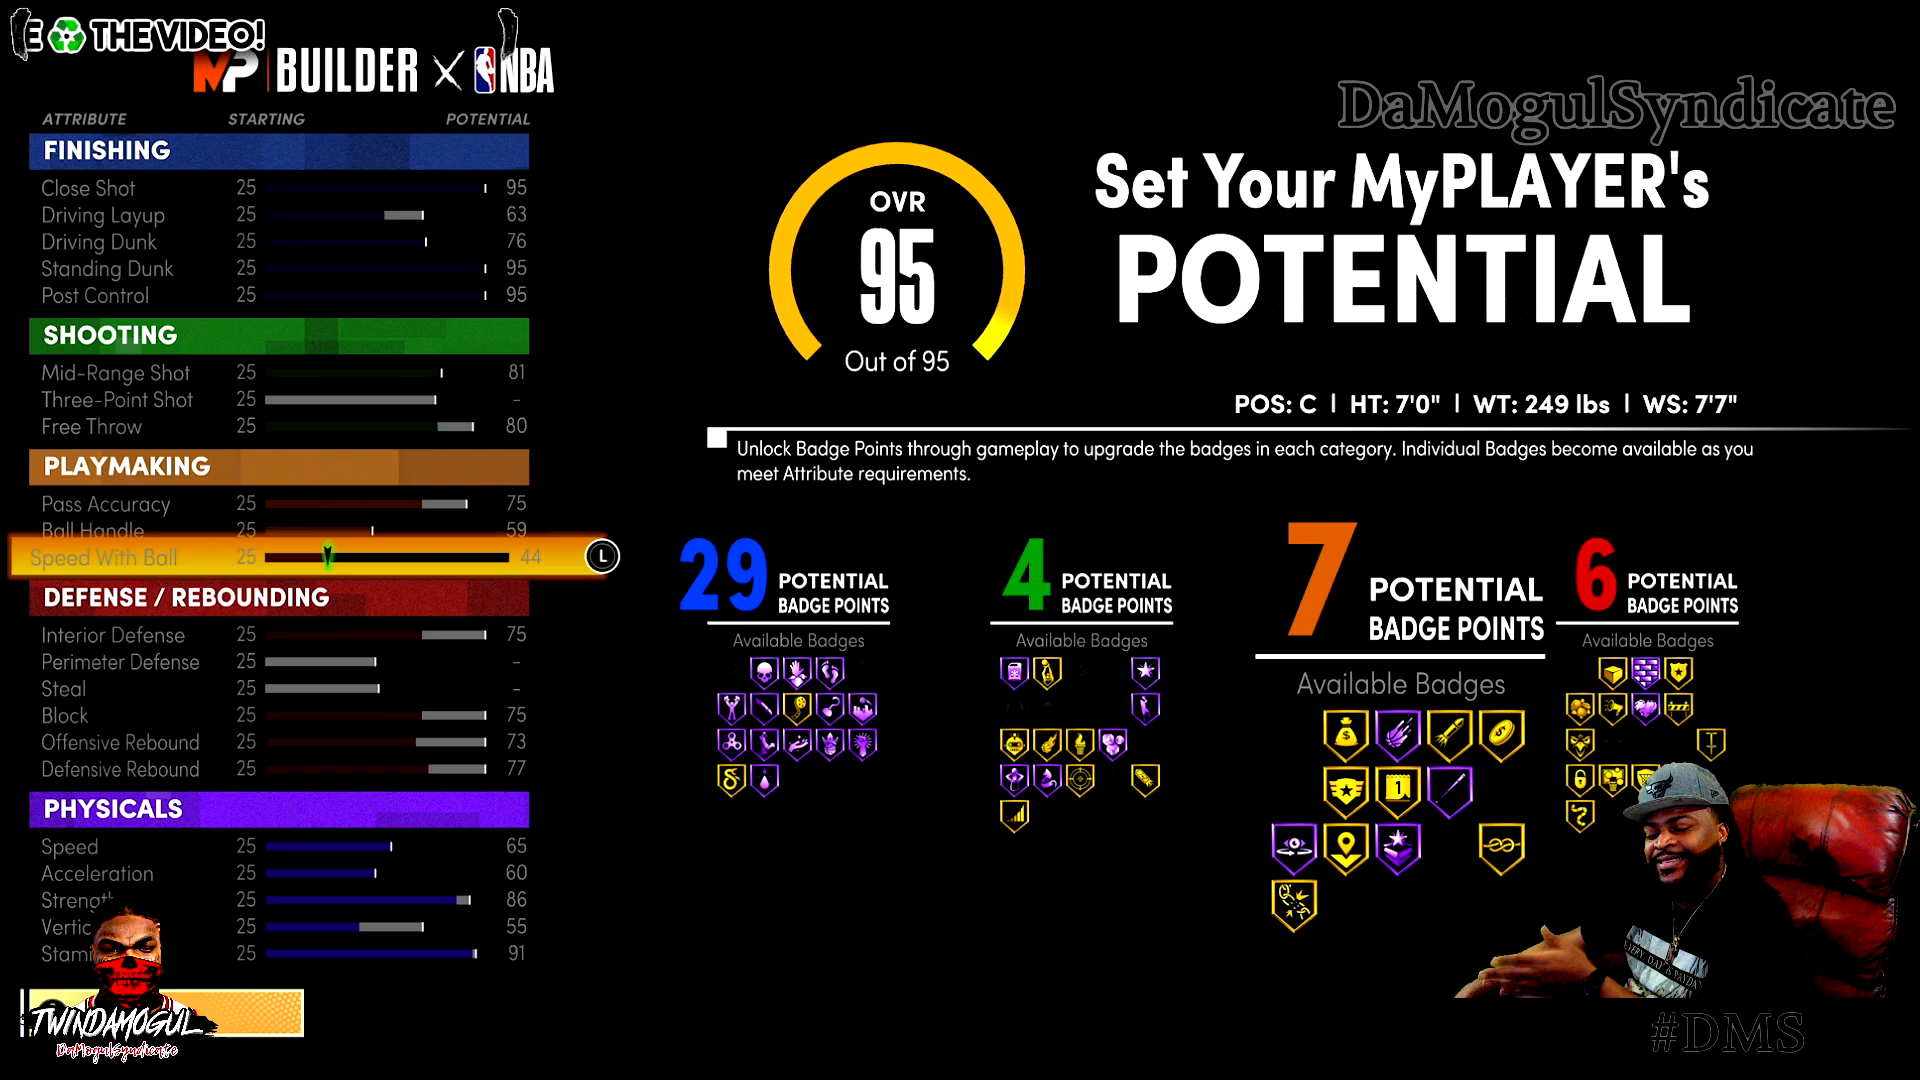 E THE VIDEO!
MP BUILDER X NBA
DaMogulSyndicate
ATTRIBUTE STARTING POTENTIAL
FINISHING
Close Shot 25 95
Driving Layup 25 63
Driving Dunk 25 76
Standing Dunk 25 95
Post Control 25 95
SHOOTING
Mid-Range Shot 25 81
Three-Point Shot 25 -
Free Throw 25 80
PLAYMAKING
Pass Accuracy 25 75
Ball Handle 25 59
Speed With Ball 25 44 L
DEFENSE / REBOUNDING
Interior Defense 25 75
Perimeter Defense 25 -
Steal 25 -
Block 25 75
Offensive Rebound 25 73
Defensive Rebound 25 77
PHYSICALS
Speed 25 65
Acceleration 25 60
Strengt 25 86
Vertic 25 55
Stami 25 91
TWINDAMOGUL
DaMogulSyndicate
OVR
95
Out of 95
Set Your MyPLAYER's
POTENTIAL
POS: C | HT: 7'0" | WT: 249 lbs | WS: 7'7"
Unlock Badge Points through gameplay to upgrade the badges in each category. Individual Badges become available as you
meet Attribute requirements.
29 POTENTIAL
BADGE POINTS
Available Badges
4 POTENTIAL
BADGE POINTS
Available Badges
7 POTENTIAL
BADGE POINTS
Available Badges
6 POTENTIAL
BADGE POINTS
Available Badges
EVERY DAY IS PAYDAY
#DMS